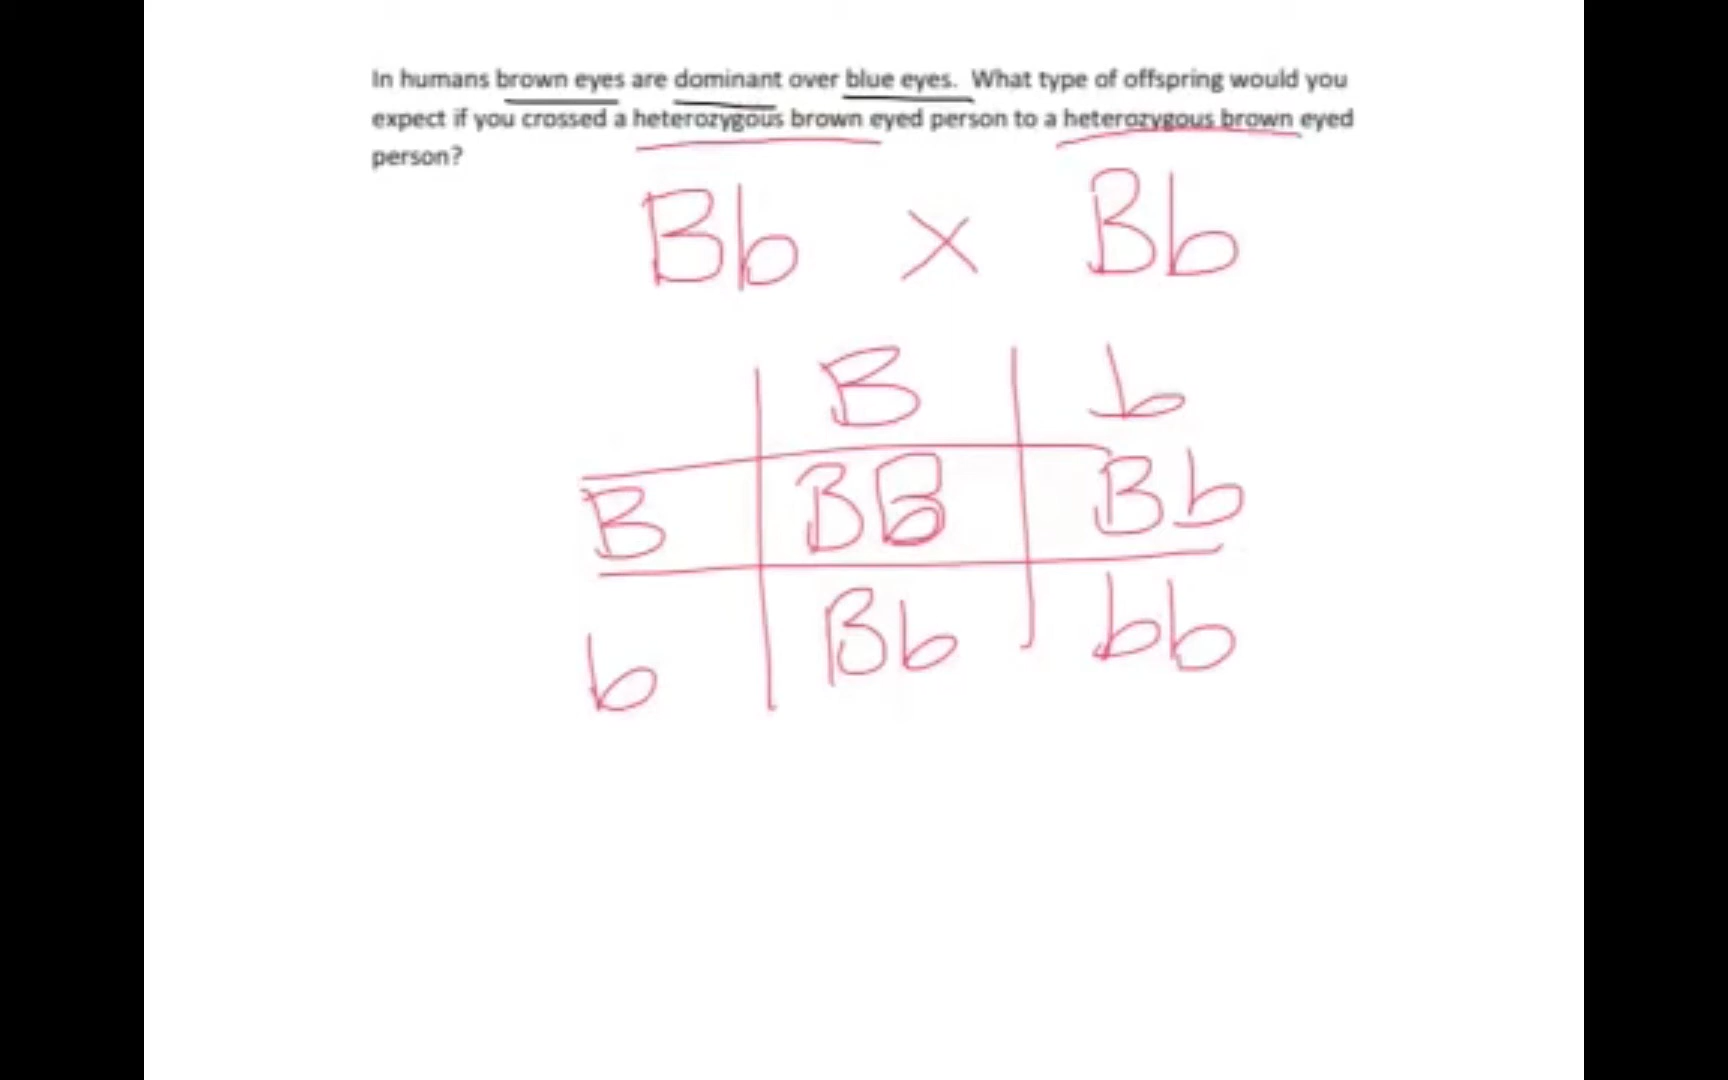 In humans brown eyes are dominant over blue eyes. What type of offspring would you
expect if you crossed a heterozygous brown eyed person to a heterozygous brown eyed
person?
Bb x Bb
B b
B BB Bb
b Bb bb